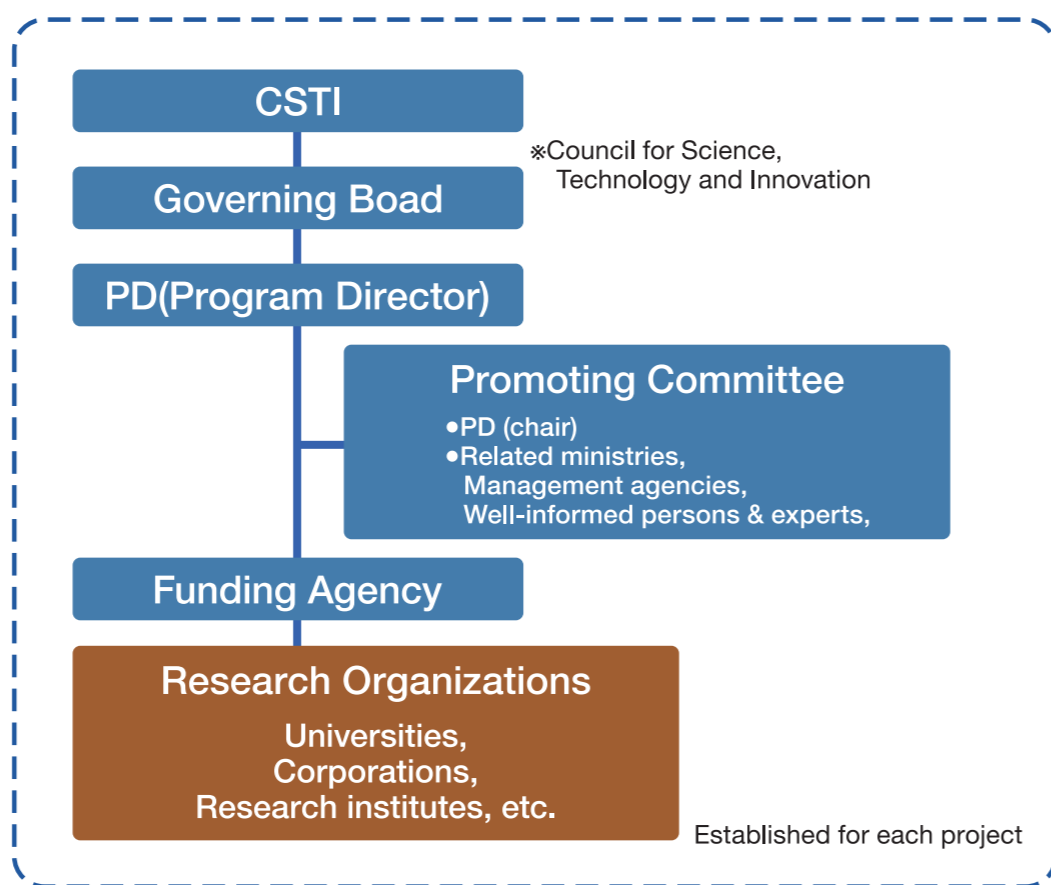 CSTI
※Council for Science,
Technology and Innovation
Governing Boad
PD(Program Director)
Promoting Committee
●PD (chair)
●Related ministries,
Management agencies,
Well-informed persons & experts,
Funding Agency
Research Organizations
Universities,
Corporations,
Research institutes, etc.
Established for each project